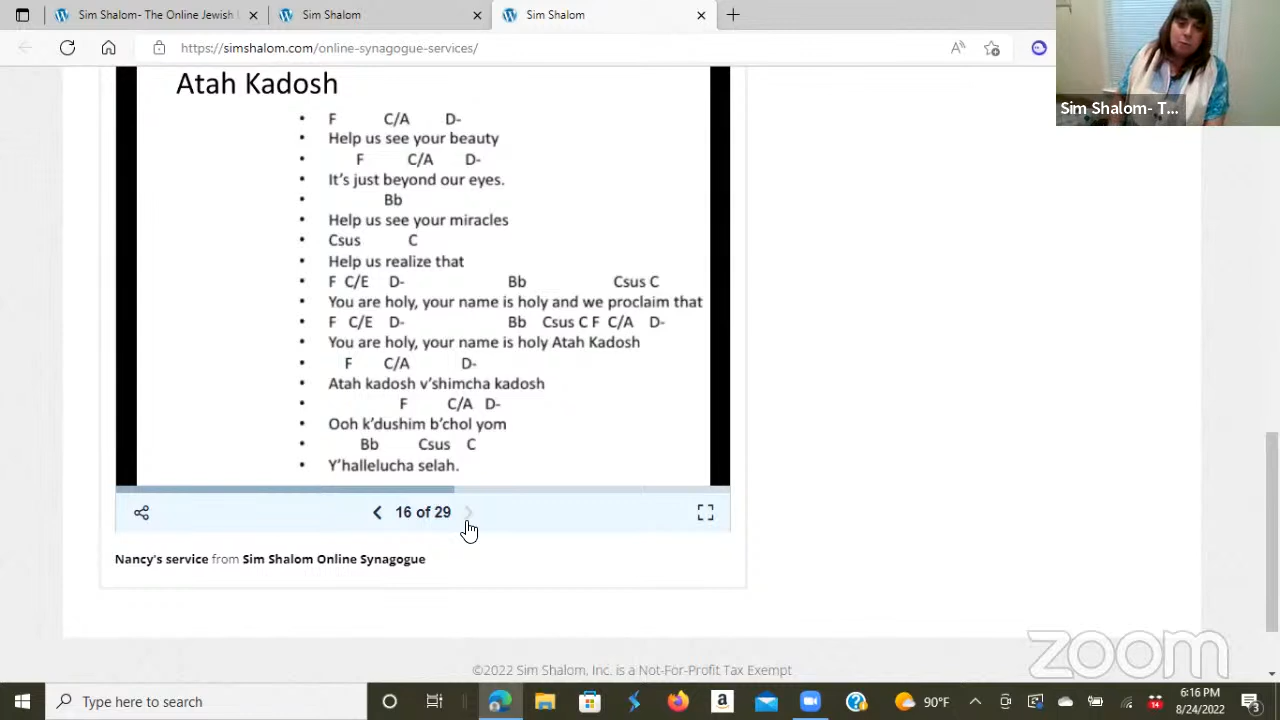 Sim Shalom- The Online Jewish
Sim Shalom
Sim Shalom
https://simshalom.com/online-synagogue-services/
Sim Shalom- T...
Atah Kadosh
• F C/A D-
• Help us see your beauty
• F C/A D-
• It's just beyond our eyes.
• Bb
• Help us see your miracles
• Csus C
• Help us realize that
• F C/E D- Bb Csus C
• You are holy, your name is holy and we proclaim that
• F C/E D- Bb Csus C F C/A D-
• You are holy, your name is holy Atah Kadosh
• F C/A D-
• Atah kadosh v'shimcha kadosh
• F C/A D-
• Ooh k'dushim b'chol yom
• Bb Csus C
• Y'hallelucha selah.
16 of 29
Nancy's service from Sim Shalom Online Synagogue
zoom
©2022 Sim Shalom, Inc. is a Not-For-Profit Tax Exempt
Type here to search
90°F
14
6:16 PM
8/24/2022
3